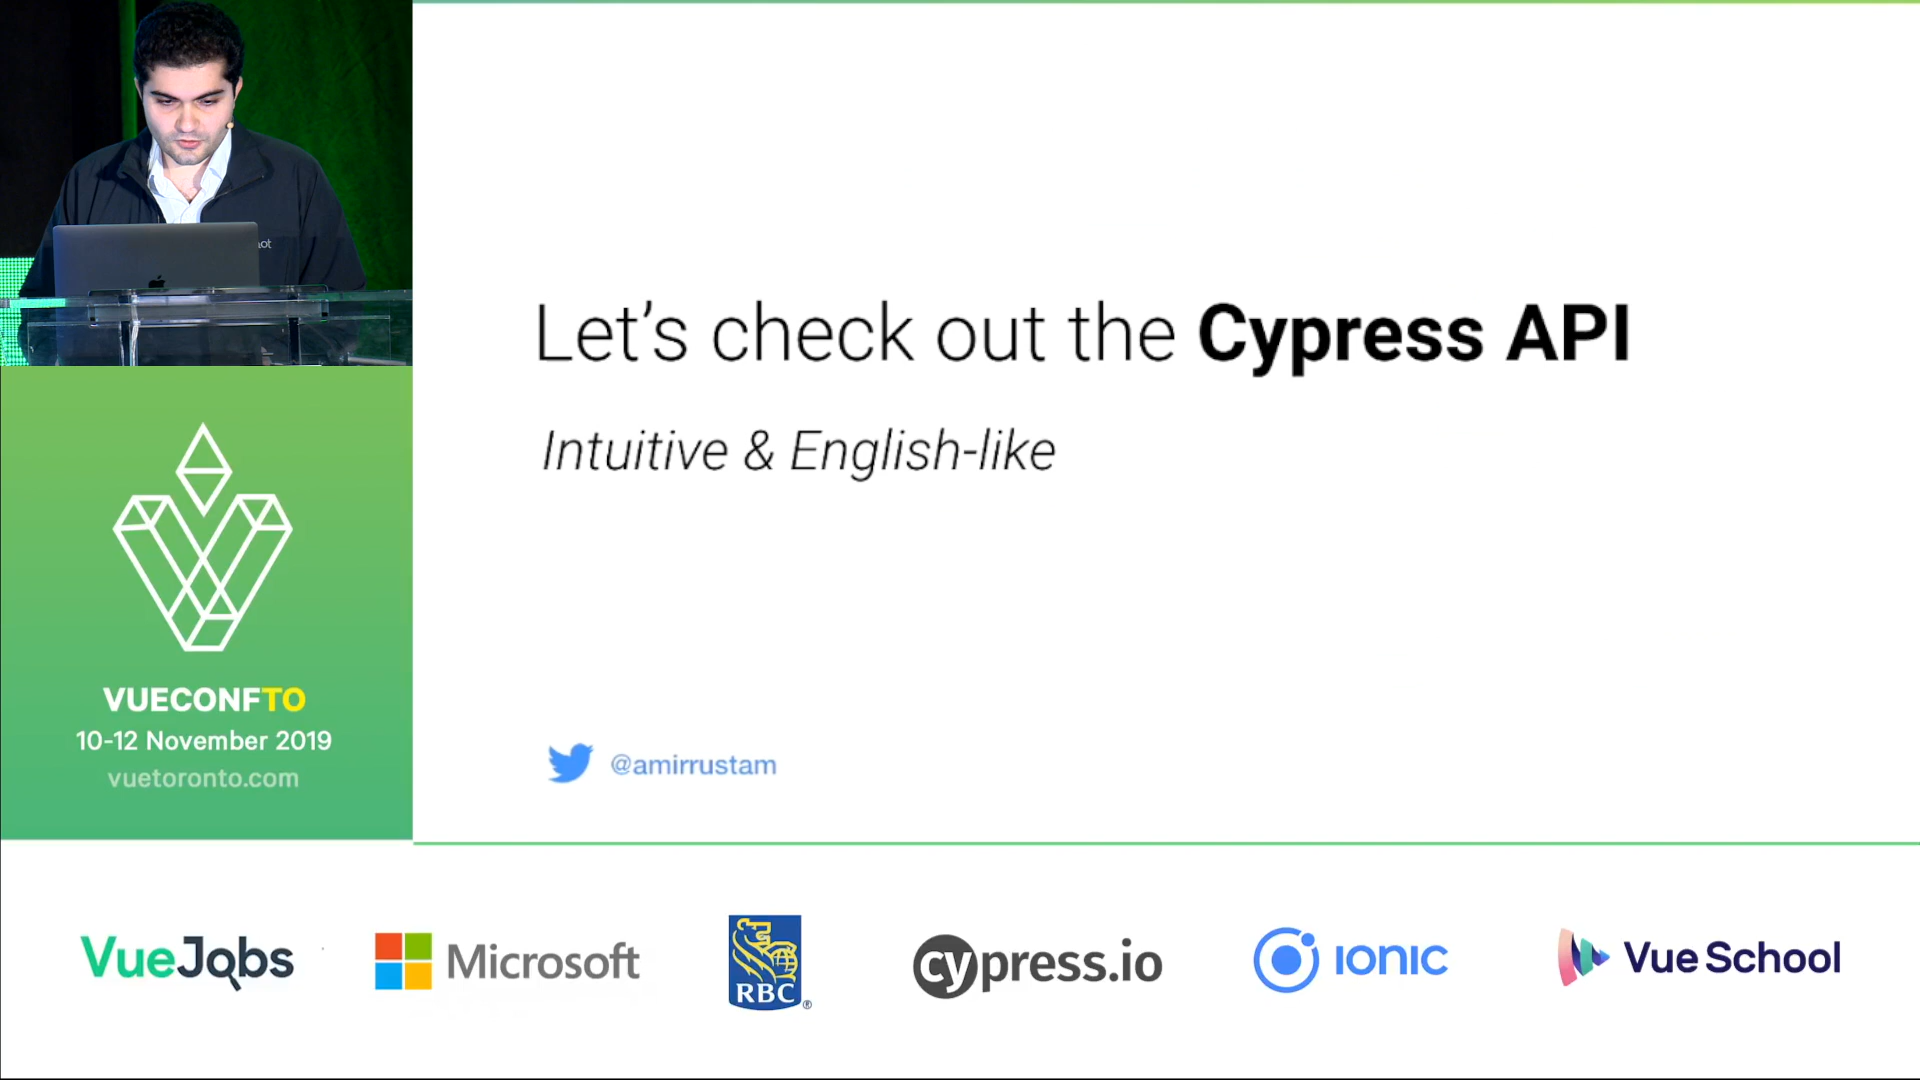 Let's check out the Cypress API
Intuitive & English-like
@amirrustam
VUECONFTO
10-12 November 2019
vuetoronto.com
VueJobs
Microsoft
RBC
®
cypress.io
ionic
Vue School